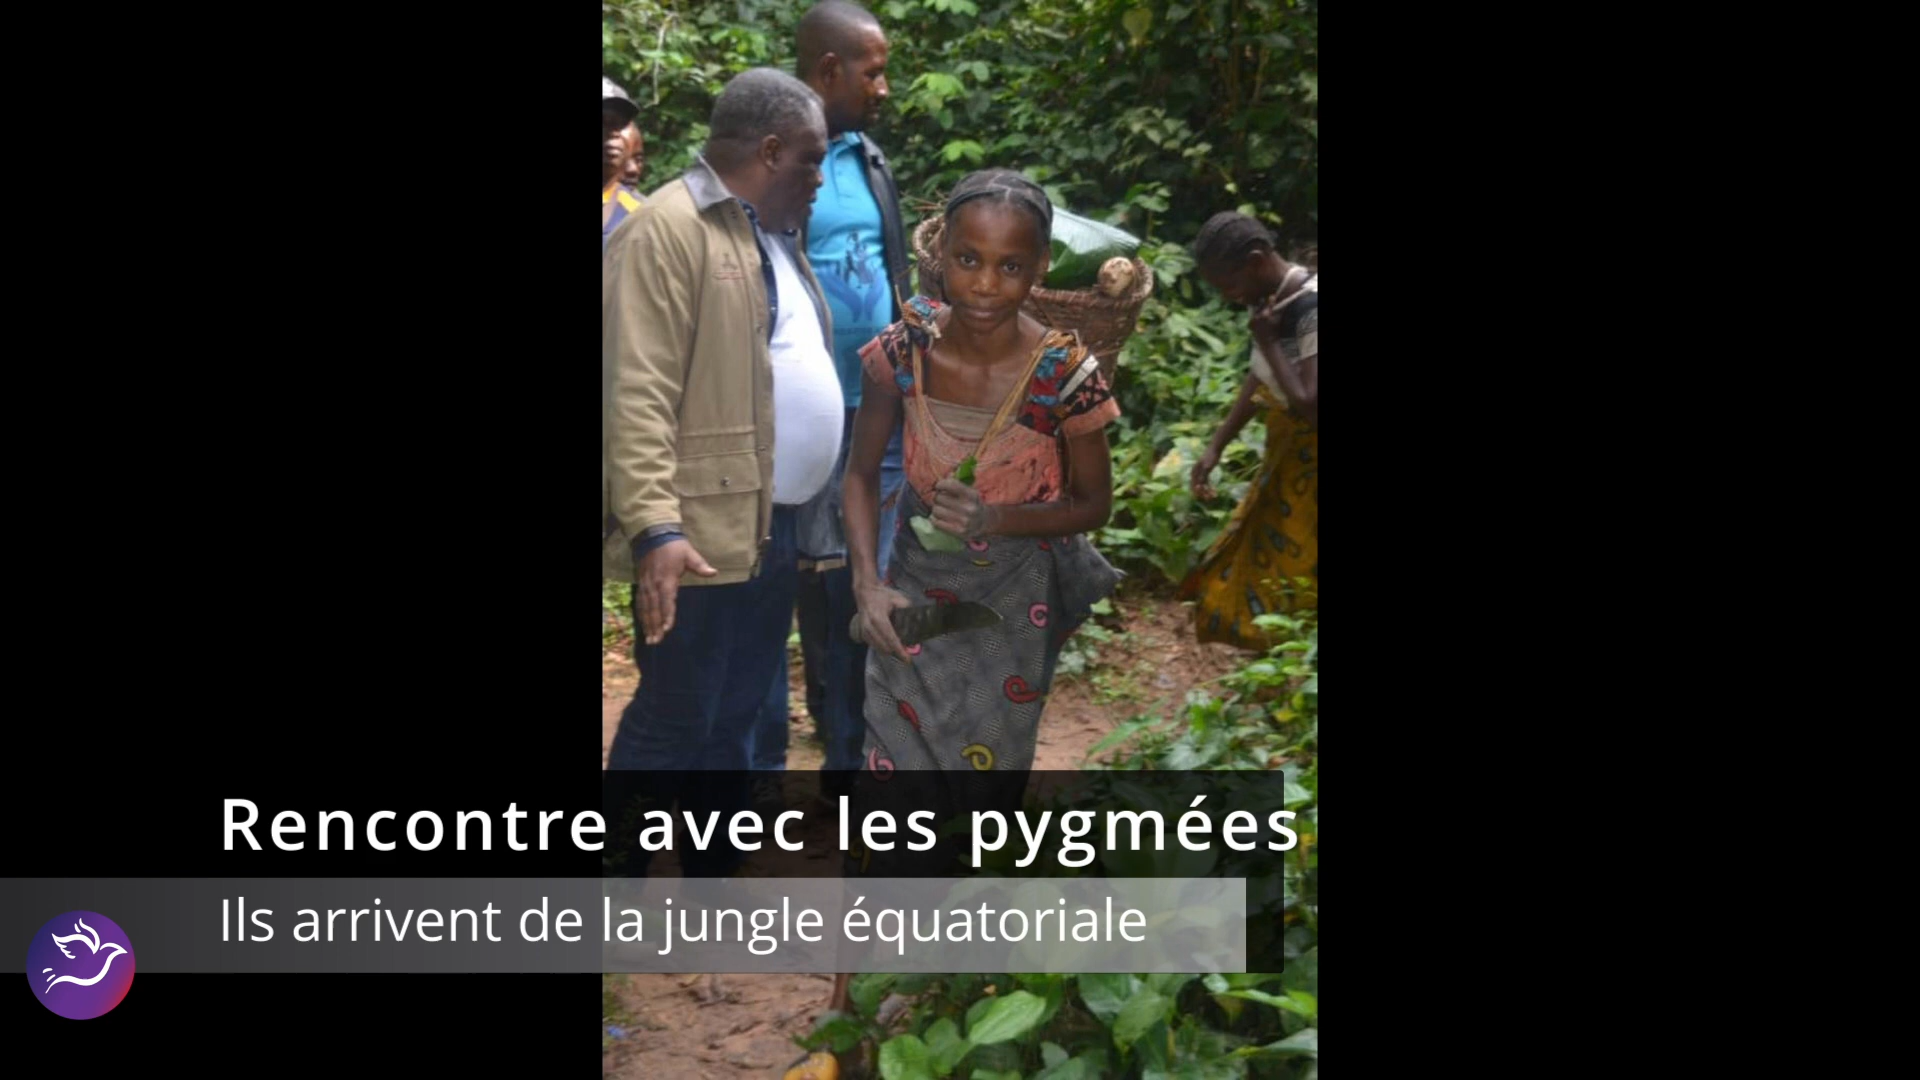 Rencontre avec les pygmées
Ils arrivent de la jungle équatoriale